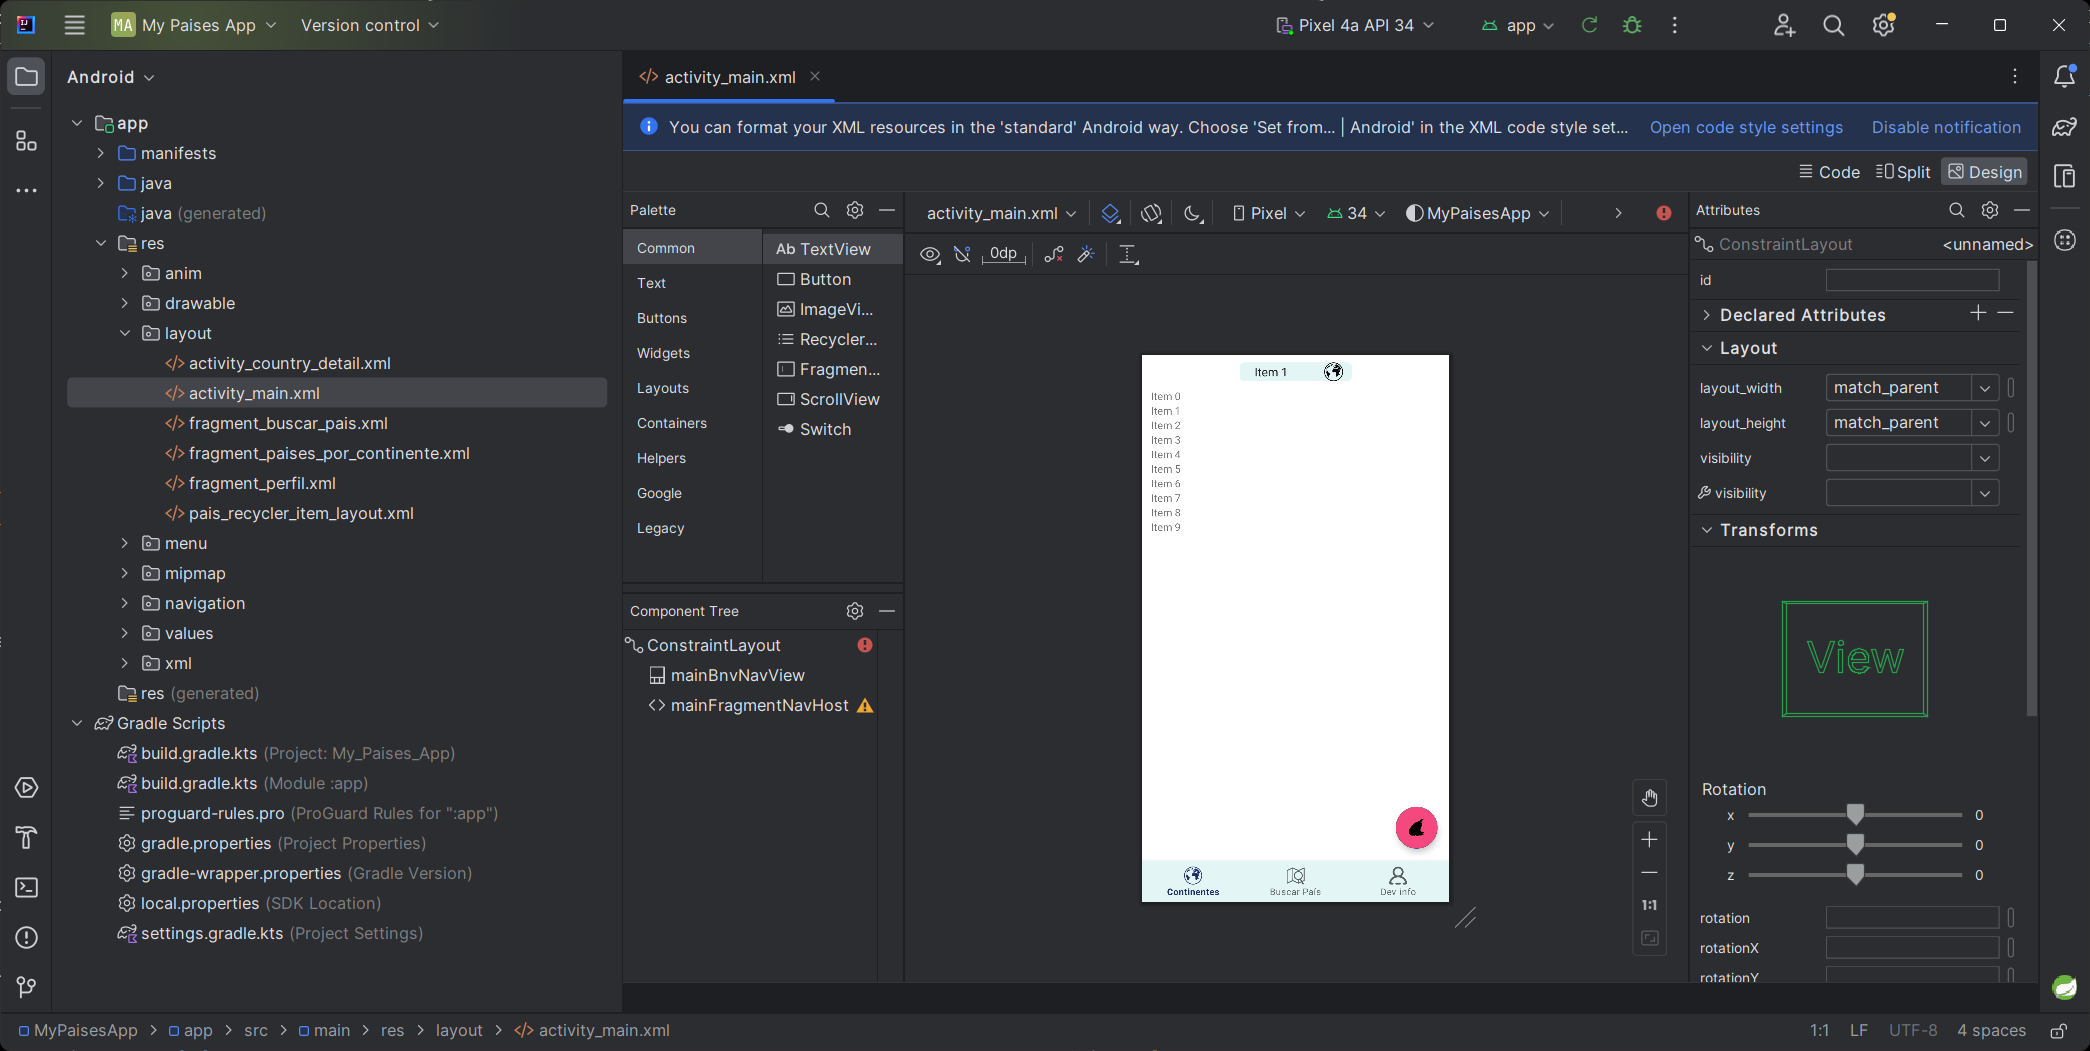 MA My Paises App
Version control
Pixel 4a API 34
app
Android
app
manifests
java
java (generated)
res
anim
drawable
layout
activity_country_detail.xml
activity_main.xml
fragment_buscar_pais.xml
fragment_paises_por_continente.xml
fragment_perfil.xml
pais_recycler_item_layout.xml
menu
mipmap
navigation
values
xml
res (generated)
Gradle Scripts
build.gradle.kts (Project: My_Paises_App)
build.gradle.kts (Module :app)
proguard-rules.pro (ProGuard Rules for ":app")
gradle.properties (Project Properties)
gradle-wrapper.properties (Gradle Version)
local.properties (SDK Location)
settings.gradle.kts (Project Settings)
activity_main.xml
You can format your XML resources in the 'standard' Android way. Choose 'Set from... | Android' in the XML code style set... Open code style settings Disable notification
Code Split Design
Palette
Common
Text
Buttons
Widgets
Layouts
Containers
Helpers
Google
Legacy
Ab TextView
Button
ImageVi...
Recycler...
Fragmen...
ScrollView
Switch
Component Tree
ConstraintLayout
mainBnvNavView
mainFragmentNavHost
activity_main.xml Pixel 34 MyPaisesApp
0dp
Item 1
Item 0
Item 1
Item 2
Item 3
Item 4
Item 5
Item 6
Item 7
Item 8
Item 9
Continentes Buscar País Dev info
1:1
Attributes
ConstraintLayout <unnamed>
id
Declared Attributes
Layout
layout_width match_parent
layout_height match_parent
visibility
visibility
Transforms
View
Rotation
x 0
y 0
z 0
rotation
rotationX
rotationY
MyPaisesApp > app > src > main > res > layout > activity_main.xml
1:1 LF UTF-8 4 spaces